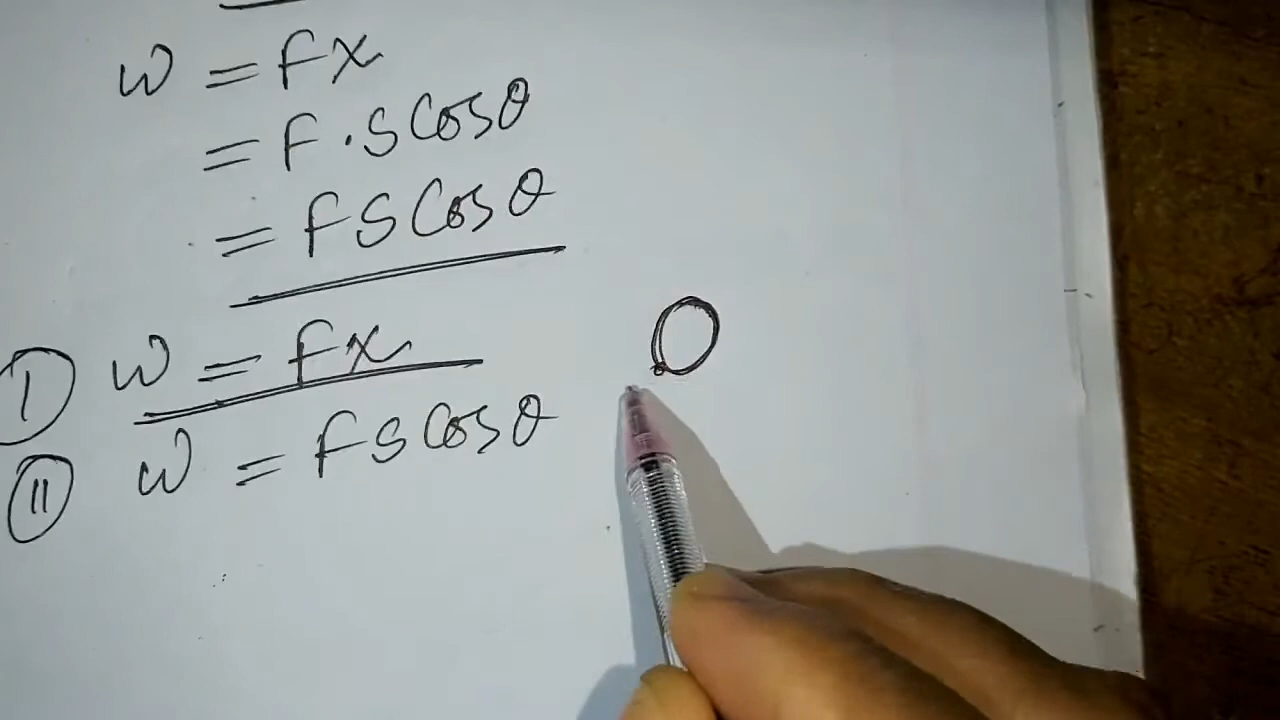 W = Fx
= F . S Cosθ
= FS Cosθ
I W = Fx
II W = FS Cosθ